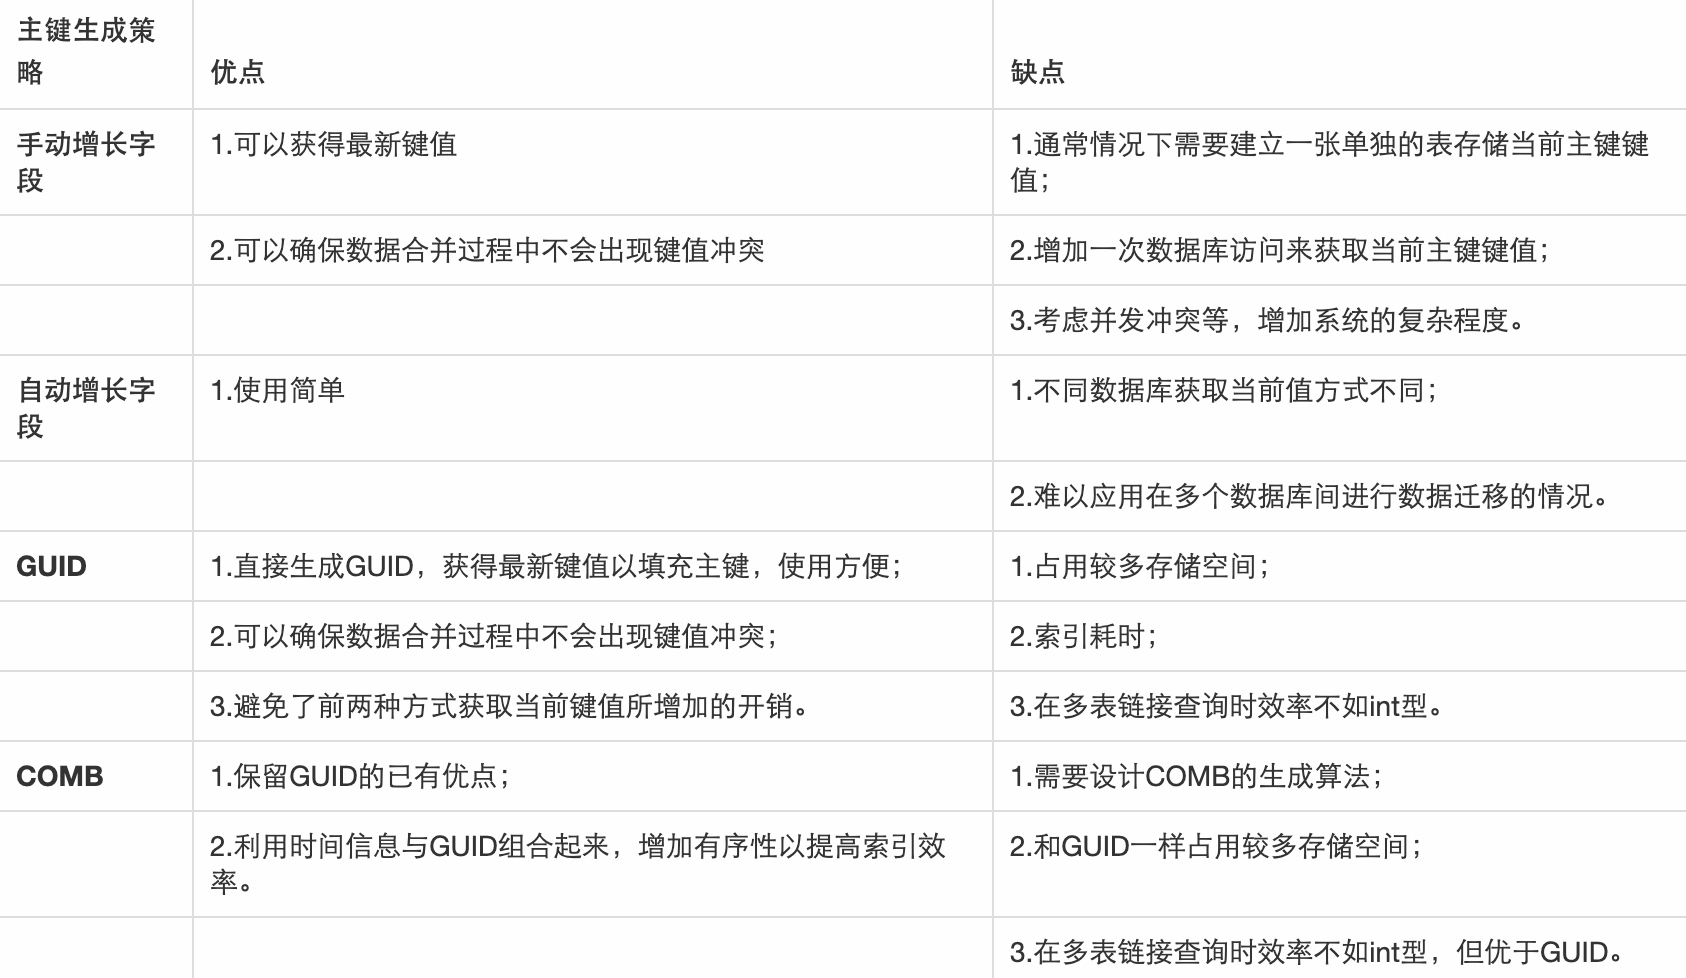 主键生成策
略
优点
缺点
手动增长字
段
1.可以获得最新键值
1.通常情况下需要建立一张单独的表存储当前主键键
值；
2.可以确保数据合并过程中不会出现键值冲突
2.增加一次数据库访问来获取当前主键键值；
3.考虑并发冲突等，增加系统的复杂程度。
自动增长字
段
1.使用简单
1.不同数据库获取当前值方式不同；
2.难以应用在多个数据库间进行数据迁移的情况。
GUID
1.直接生成GUID，获得最新键值以填充主键，使用方便；
1.占用较多存储空间；
2.可以确保数据合并过程中不会出现键值冲突；
2.索引耗时；
3.避免了前两种方式获取当前键值所增加的开销。
3.在多表链接查询时效率不如int型。
COMB
1.保留GUID的已有优点；
1.需要设计COMB的生成算法；
2.利用时间信息与GUID组合起来，增加有序性以提高索引效
率。
2.和GUID一样占用较多存储空间；
3.在多表链接查询时效率不如int型，但优于GUID。